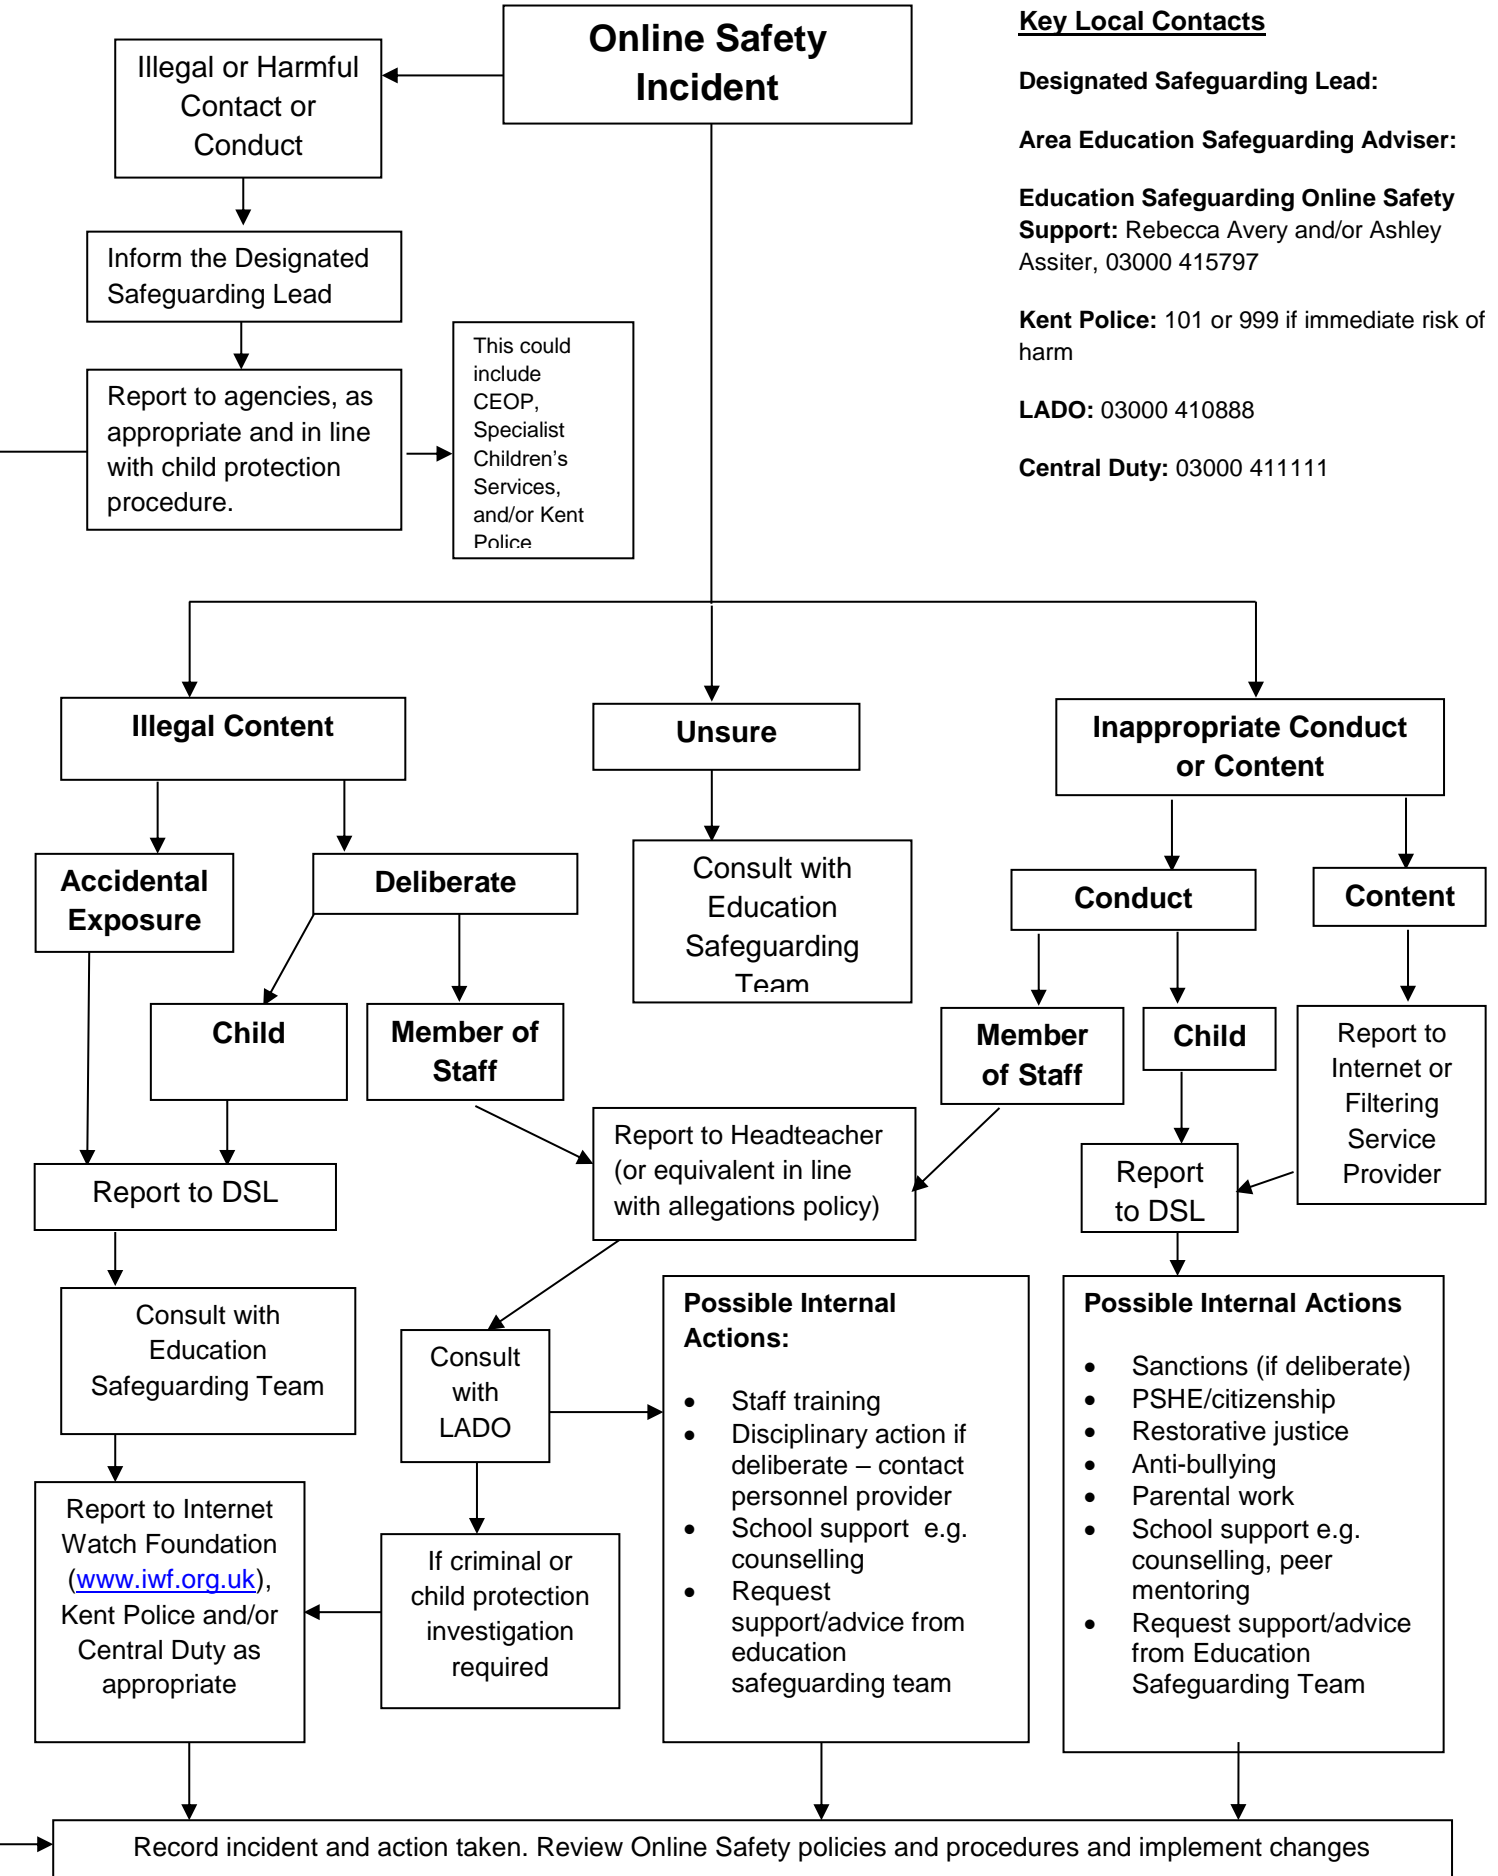 Online Safety
Incident
Illegal or Harmful
Contact or
Conduct
Inform the Designated
Safeguarding Lead
Report to agencies, as
appropriate and in line
with child protection
procedure.
This could
include
CEOP,
Specialist
Children’s
Services,
and/or Kent
Police
Key Local Contacts
Designated Safeguarding Lead:
Area Education Safeguarding Adviser:
Education Safeguarding Online Safety
Support: Rebecca Avery and/or Ashley
Assiter, 03000 415797
Kent Police: 101 or 999 if immediate risk of
harm
LADO: 03000 410888
Central Duty: 03000 411111
Illegal Content
Unsure
Inappropriate Conduct
or Content
Accidental
Exposure
Deliberate
Consult with
Education
Safeguarding
Team
Conduct
Content
Child
Member of
Staff
Member
of Staff
Child
Report to
Internet or
Filtering
Service
Provider
Report to DSL
Report to Headteacher
(or equivalent in line
with allegations policy)
Report
to DSL
Consult with
Education
Safeguarding Team
Consult
with
LADO
Possible Internal
Actions:
• Staff training
• Disciplinary action if
deliberate – contact
personnel provider
• School support e.g.
counselling
• Request
support/advice from
education
safeguarding team
Possible Internal Actions
• Sanctions (if deliberate)
• PSHE/citizenship
• Restorative justice
• Anti-bullying
• Parental work
• School support e.g.
counselling, peer
mentoring
• Request support/advice
from Education
Safeguarding Team
Report to Internet
Watch Foundation
(www.iwf.org.uk),
Kent Police and/or
Central Duty as
appropriate
If criminal or
child protection
investigation
required
Record incident and action taken. Review Online Safety policies and procedures and implement changes